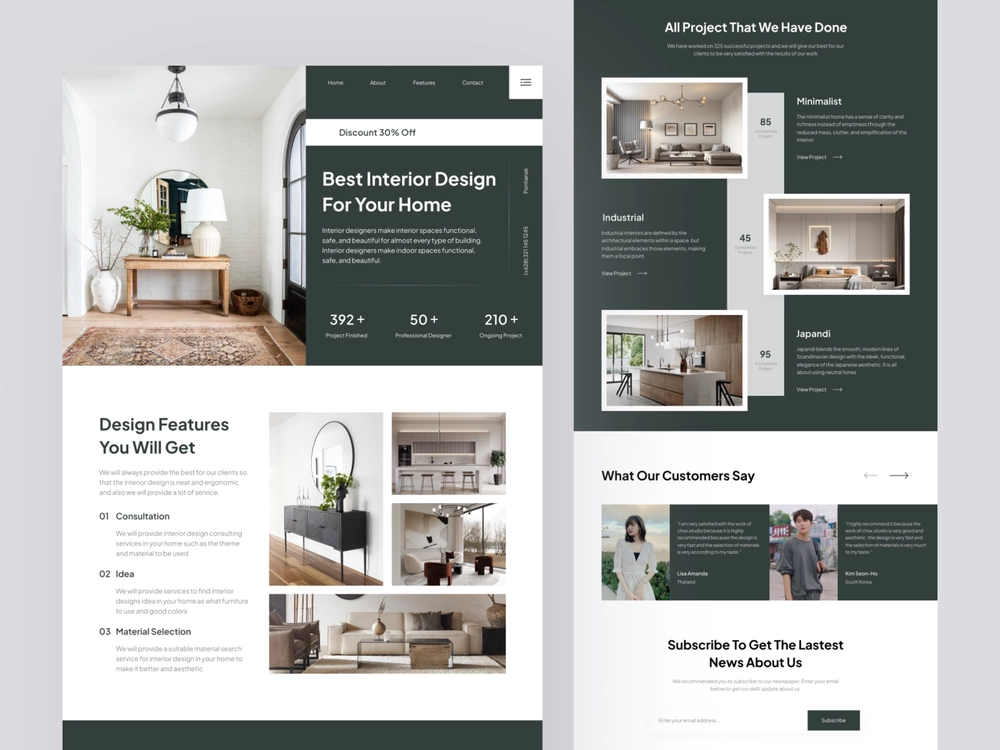 Home
About
Features
Contact
Discount 30% Off
Best Interior Design
For Your Home
Interior designers make interior spaces functional,
safe, and beautiful for almost every type of building.
Interior designers make indoor spaces functional,
safe, and beautiful.
Pontianak
(+628) 321 145 1245
392 +
Project Finished
50 +
Professional Designer
210 +
Ongoing Project
Design Features
You Will Get
We will always provide the best for our clients so
that the interior design is neat and ergonomic.
and also we will provide a lot of service.
01 Consultation
We will provide interior design consulting
services in your home such as the theme
and material to be used
02 Idea
We will provide services to find interior
designs idea in your home as what furniture
to use and good colors
03 Material Selection
We will provide a suitable material search
service for interior design in your home to
make it better and aesthetic
All Project That We Have Done
We have worked on 325 successful projects and we will give our best for our
clients to be very satisfied with the results of our work
85
Completed
Project
Minimalist
The minimalist home has a sense of clarity and
richness instead of emptiness through the
reduced mess, clutter, and amplification of the
interior.
View Project
Industrial
Industrial interiors are defined by the
architectural elements within a space. but
industrial embraces those elements, making
them a focal point
View Project
45
Completed
Project
95
Completed
Project
Japandi
Japandi blends the smooth, modern lines of
Scandinavian design with the sleek, functional,
elegance of the Japanese aesthetic. It is all
about using neutral tones
View Project
What Our Customers Say
"I am very satisfied with the work of
chox studio because it is highly
recommended because the design is
very fast and the selection of materials
is very according to my taste."
Lisa Amanda
Thailand
"I highly recommend it because the
work of chox studio is very good and
aesthetic. the design is very fast and
the selection of materials is very much
to my taste."
Kim Seon-Ho
South Korea
Subscribe To Get The Lastest
News About Us
We recommended you to subscribe to our newspaper. Enter your email
below to get our daily update about us
Enter your email address...
Subscribe